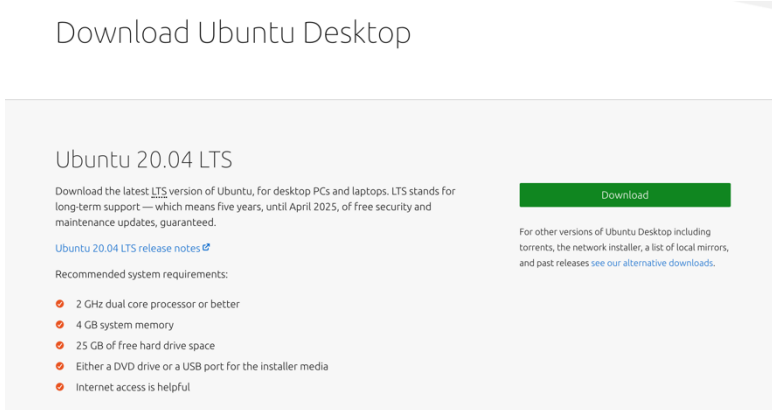 Download Ubuntu Desktop
Ubuntu 20.04 LTS
Download the latest LTS version of Ubuntu, for desktop PCs and laptops. LTS stands for
long-term support — which means five years, until April 2025, of free security and
maintenance updates, guaranteed.
Ubuntu 20.04 LTS release notes
Recommended system requirements:
2 GHz dual core processor or better
4 GB system memory
25 GB of free hard drive space
Either a DVD drive or a USB port for the installer media
Internet access is helpful
Download
For other versions of Ubuntu Desktop including
torrents, the network installer, a list of local mirrors,
and past releases see our alternative downloads.